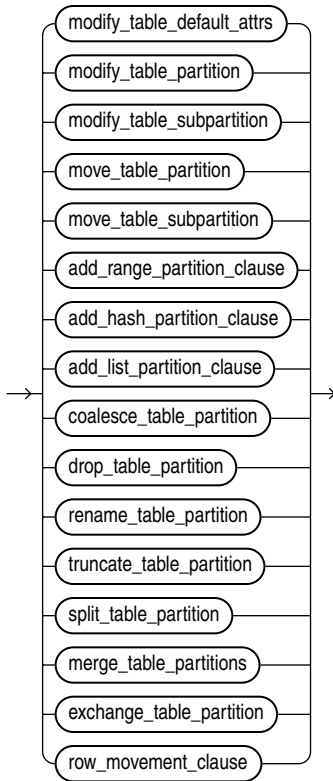 modify_table_default_attrs
modify_table_partition
modify_table_subpartition
move_table_partition
move_table_subpartition
add_range_partition_clause
add_hash_partition_clause
add_list_partition_clause
coalesce_table_partition
drop_table_partition
rename_table_partition
truncate_table_partition
split_table_partition
merge_table_partitions
exchange_table_partition
row_movement_clause